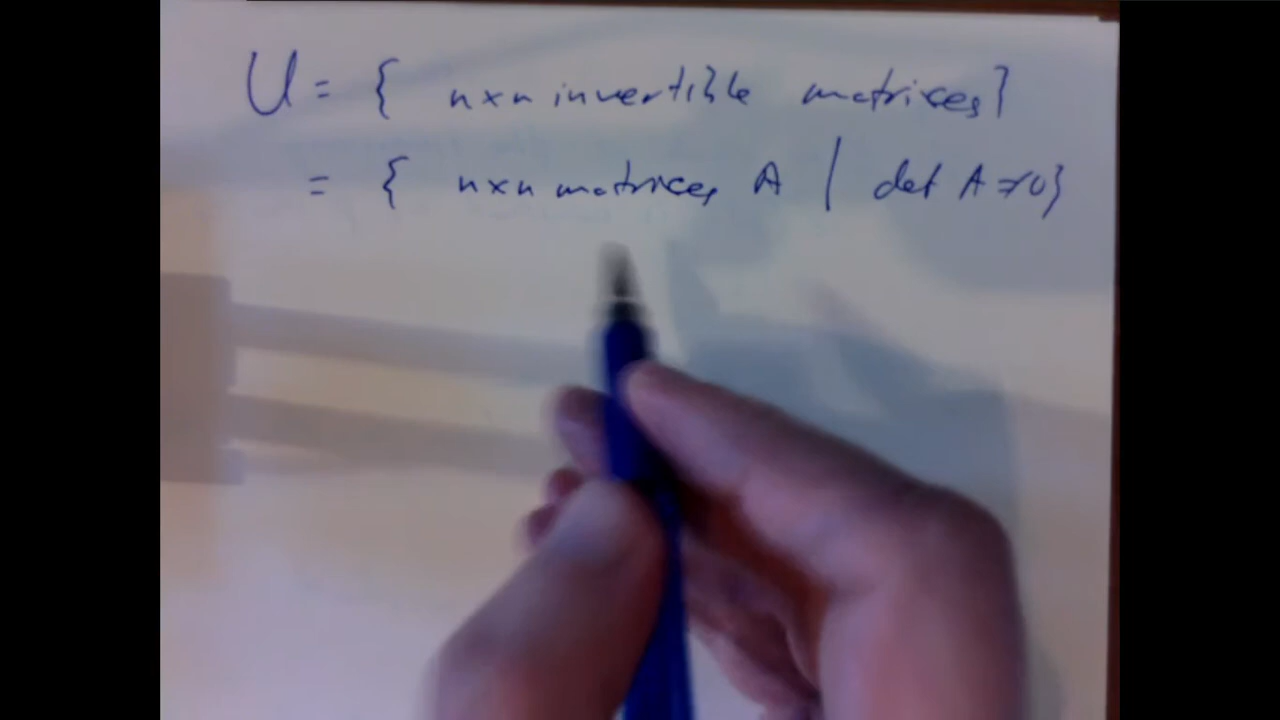 U = { n×n invertible matrices}
= { n×n matrices A | det A ≠ 0}